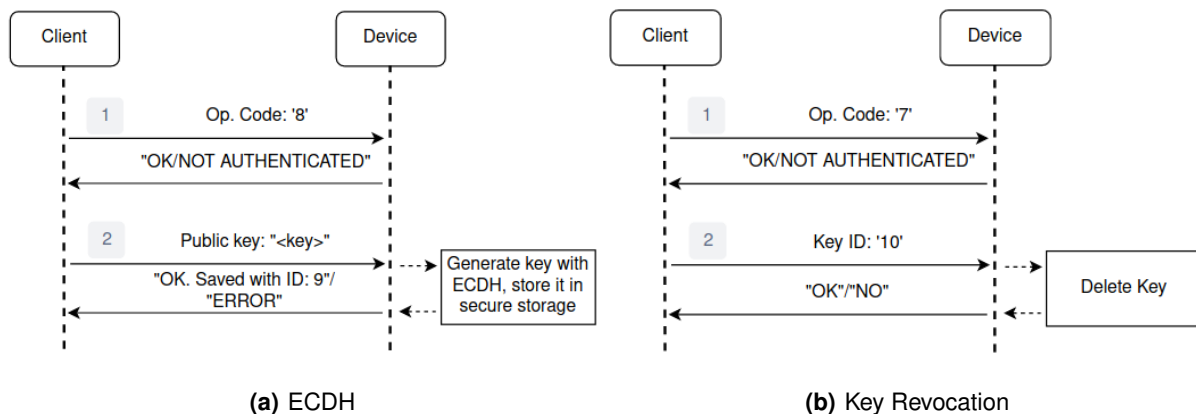 Client
Device
1
Op. Code: '8'
"OK/NOT AUTHENTICATED"
2
Public key: "<key>"
"OK. Saved with ID: 9"/
"ERROR"
Generate key with
ECDH, store it in
secure storage
(a) ECDH
Client
Device
1
Op. Code: '7'
"OK/NOT AUTHENTICATED"
2
Key ID: '10'
"OK"/"NO"
Delete Key
(b) Key Revocation